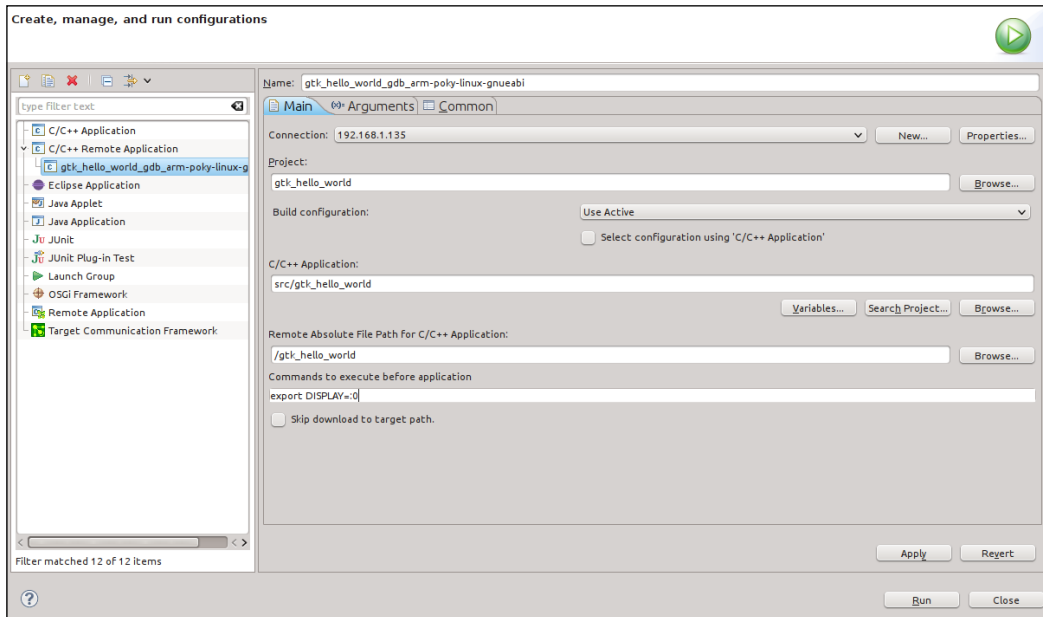 Create, manage, and run configurations
type filter text
C/C++ Application
C/C++ Remote Application
gtk_hello_world_gdb_arm-poky-linux-g
Eclipse Application
Java Applet
Java Application
JUnit
JUnit Plug-in Test
Launch Group
OSGi Framework
Remote Application
Target Communication Framework
Filter matched 12 of 12 items
Name: gtk_hello_world_gdb_arm-poky-linux-gnueabi
Main Arguments Common
Connection: 192.168.1.135 New... Properties...
Project:
gtk_hello_world Browse...
Build configuration: Use Active
Select configuration using 'C/C++ Application'
C/C++ Application:
src/gtk_hello_world
Variables... Search Project... Browse...
Remote Absolute File Path for C/C++ Application:
/gtk_hello_world Browse...
Commands to execute before application
export DISPLAY=:0
Skip download to target path.
Apply Revert
Run Close